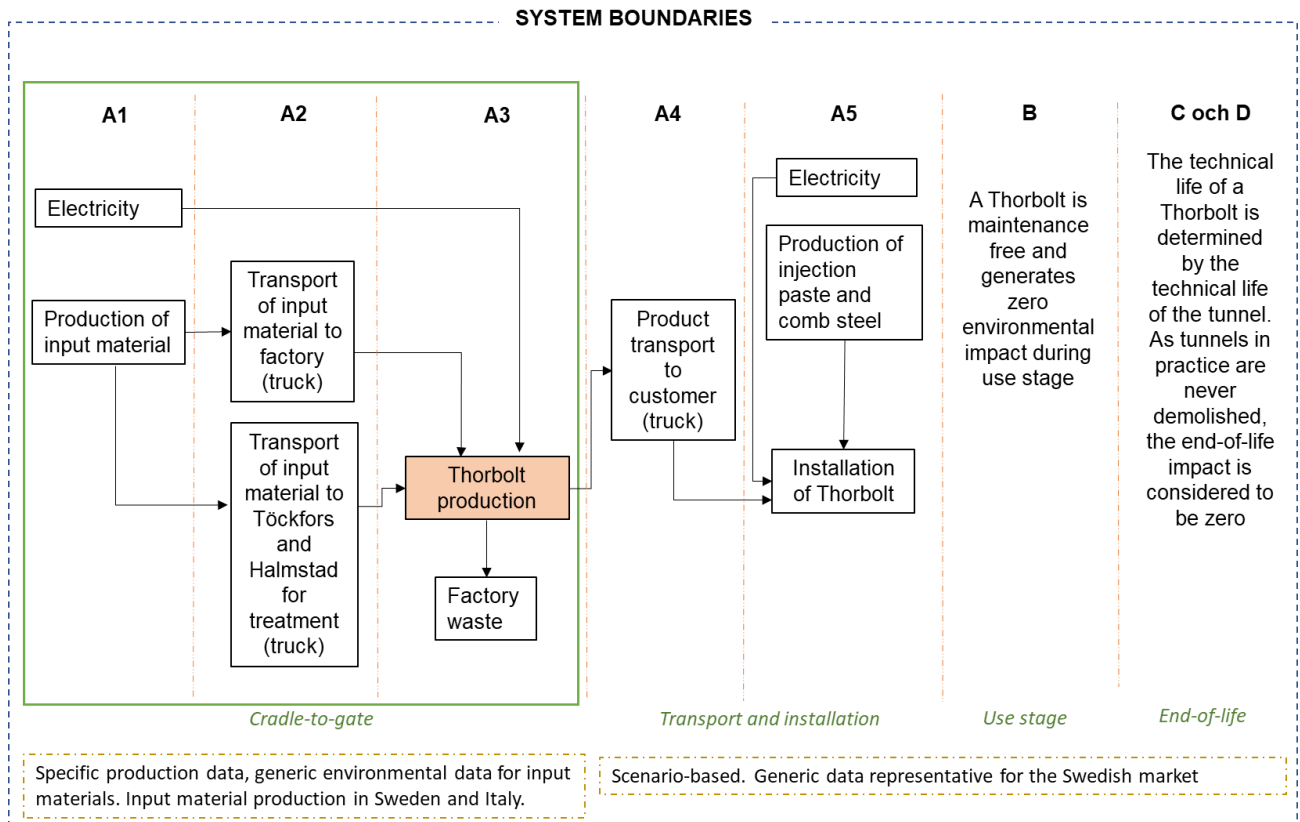 SYSTEM BOUNDARIES
A1
A2
A3
A4
A5
B
C och D
Electricity
Production of
input material
Transport
of input
material to
factory
(truck)
Transport
of input
material to
Töckfors
and
Halmstad
for
treatment
(truck)
Thorbolt
production
Factory
waste
Product
transport
to
customer
(truck)
Electricity
Production of
injection
paste and
comb steel
Installation
of Thorbolt
A Thorbolt is
maintenance
free and
generates
zero
environmental
impact during
use stage
The technical
life of a
Thorbolt is
determined
by the
technical life
of the tunnel.
As tunnels in
practice are
never
demolished,
the end-of-life
impact is
considered to
be zero
Cradle-to-gate
Transport and installation
Use stage
End-of-life
Specific production data, generic environmental data for input
materials. Input material production in Sweden and Italy.
Scenario-based. Generic data representative for the Swedish market